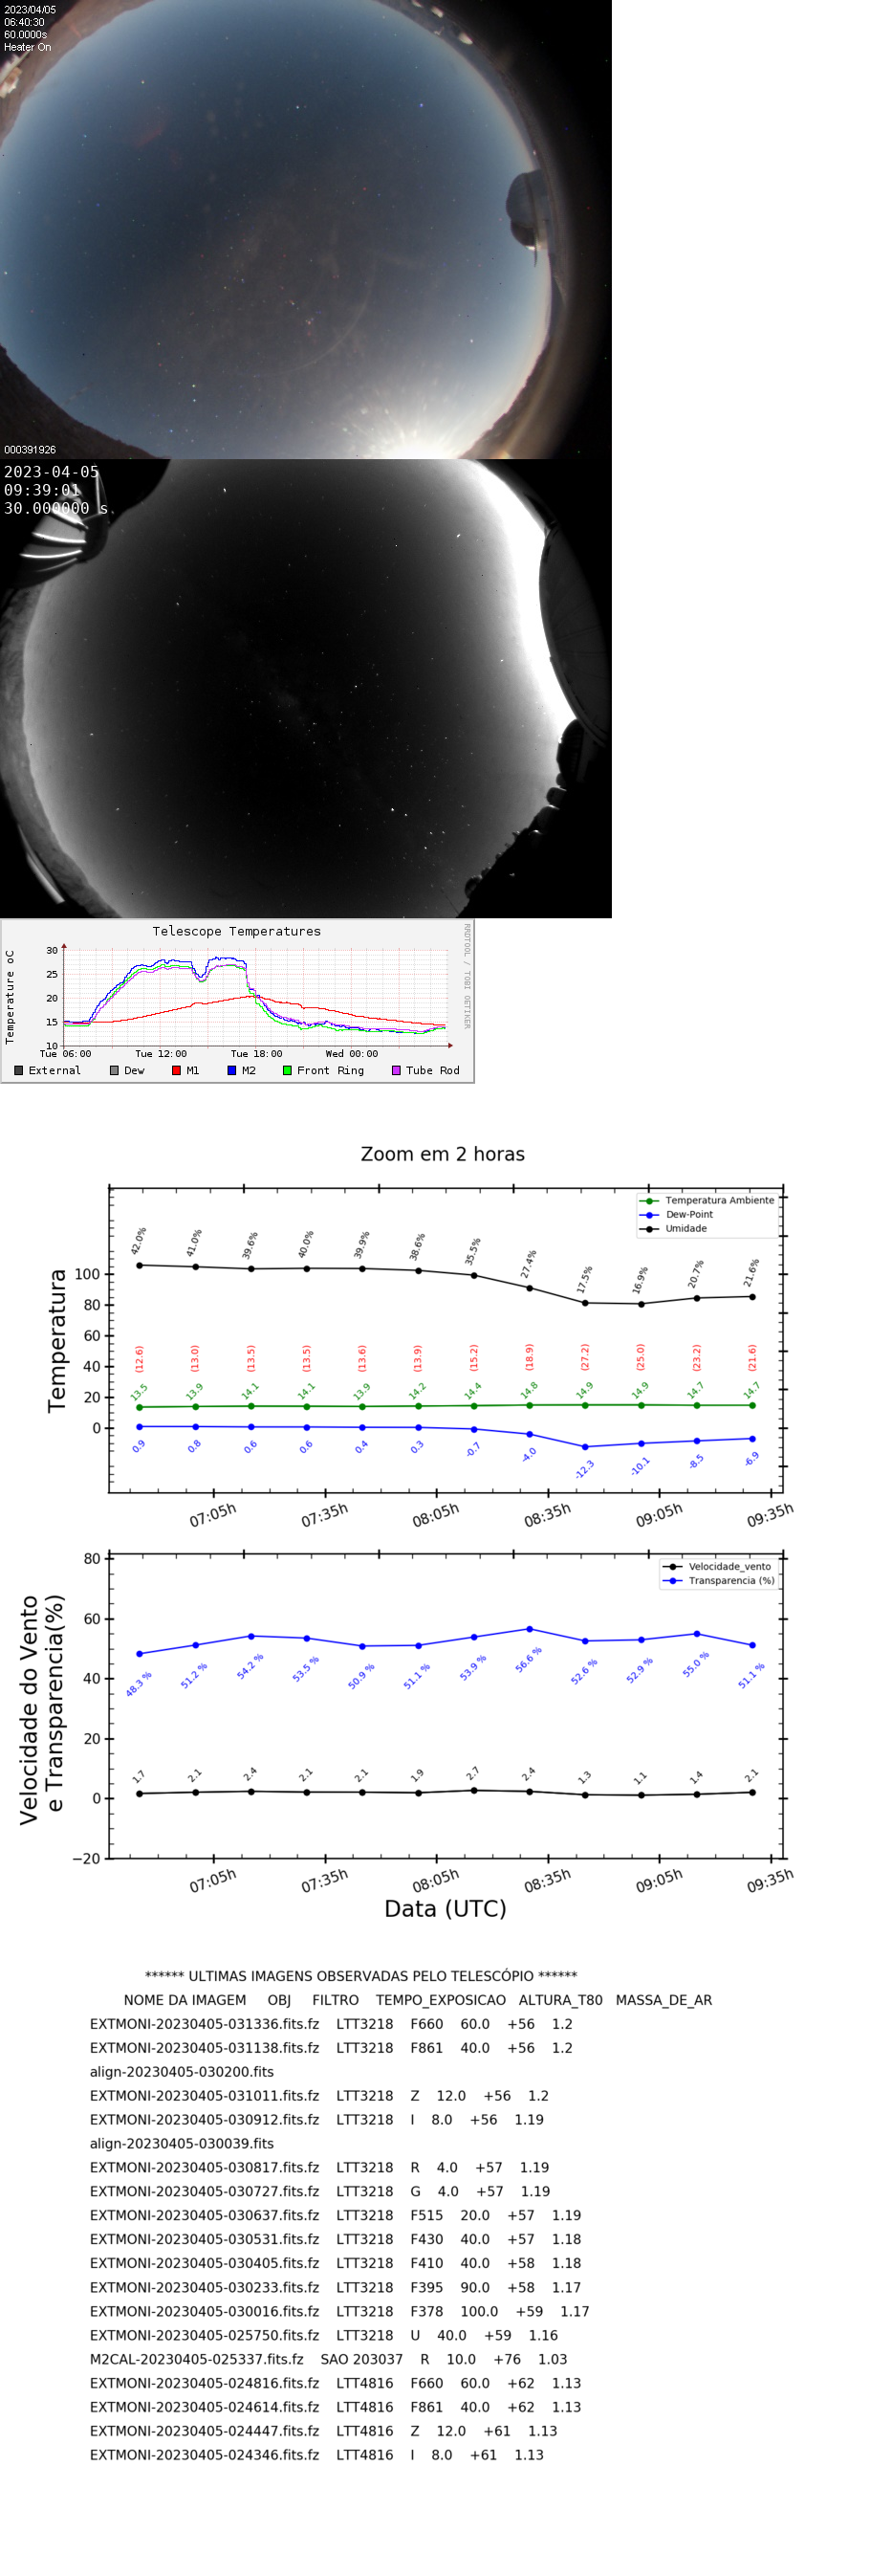 2023/04/05
06:40:30
60.0000s
Heater On
000391926
2023-04-05
09:39:01
30.000000 s
Telescope Temperatures
RRDTOOL / TOBI OETIKER
Temperature oC
30
25
20
15
10
Tue 06:00 Tue 12:00 Tue 18:00 Wed 00:00
External Dew M1 M2 Front Ring Tube Rod
Zoom em 2 horas
Temperatura Ambiente
Dew-Point
Umidade
Temperatura
100
80
60
40
20
0
42.0% 41.0% 39.6% 40.0% 39.9% 38.6% 35.5% 27.4% 17.5% 16.9% 20.7% 21.6%
(12.6) (13.0) (13.5) (13.5) (13.6) (13.9) (15.2) (18.9) (27.2) (25.0) (23.2) (21.6)
13.5 13.9 14.1 14.1 13.9 14.2 14.4 14.8 14.9 14.9 14.7 14.7
0.9 0.8 0.6 0.6 0.4 0.3 -0.7 -4.0 -12.3 -10.1 -8.5 -6.9
07:05h 07:35h 08:05h 08:35h 09:05h 09:35h
Velocidade_vento
Transparencia (%)
Velocidade do Vento
e Transparencia(%)
80
60
40
20
0
−20
48.3 % 51.2 % 54.2 % 53.5 % 50.9 % 51.1 % 53.9 % 56.6 % 52.6 % 52.9 % 55.0 % 51.1 %
1.7 2.1 2.4 2.1 2.1 1.9 2.7 2.4 1.3 1.1 1.4 2.1
07:05h 07:35h 08:05h 08:35h 09:05h 09:35h
Data (UTC)
****** ULTIMAS IMAGENS OBSERVADAS PELO TELESCÓPIO ******
NOME DA IMAGEM OBJ FILTRO TEMPO_EXPOSICAO ALTURA_T80 MASSA_DE_AR
EXTMONI-20230405-031336.fits.fz LTT3218 F660 60.0 +56 1.2
EXTMONI-20230405-031138.fits.fz LTT3218 F861 40.0 +56 1.2
align-20230405-030200.fits
EXTMONI-20230405-031011.fits.fz LTT3218 Z 12.0 +56 1.2
EXTMONI-20230405-030912.fits.fz LTT3218 I 8.0 +56 1.19
align-20230405-030039.fits
EXTMONI-20230405-030817.fits.fz LTT3218 R 4.0 +57 1.19
EXTMONI-20230405-030727.fits.fz LTT3218 G 4.0 +57 1.19
EXTMONI-20230405-030637.fits.fz LTT3218 F515 20.0 +57 1.19
EXTMONI-20230405-030531.fits.fz LTT3218 F430 40.0 +57 1.18
EXTMONI-20230405-030405.fits.fz LTT3218 F410 40.0 +58 1.18
EXTMONI-20230405-030233.fits.fz LTT3218 F395 90.0 +58 1.17
EXTMONI-20230405-030016.fits.fz LTT3218 F378 100.0 +59 1.17
EXTMONI-20230405-025750.fits.fz LTT3218 U 40.0 +59 1.16
M2CAL-20230405-025337.fits.fz SAO 203037 R 10.0 +76 1.03
EXTMONI-20230405-024816.fits.fz LTT4816 F660 60.0 +62 1.13
EXTMONI-20230405-024614.fits.fz LTT4816 F861 40.0 +62 1.13
EXTMONI-20230405-024447.fits.fz LTT4816 Z 12.0 +61 1.13
EXTMONI-20230405-024346.fits.fz LTT4816 I 8.0 +61 1.13